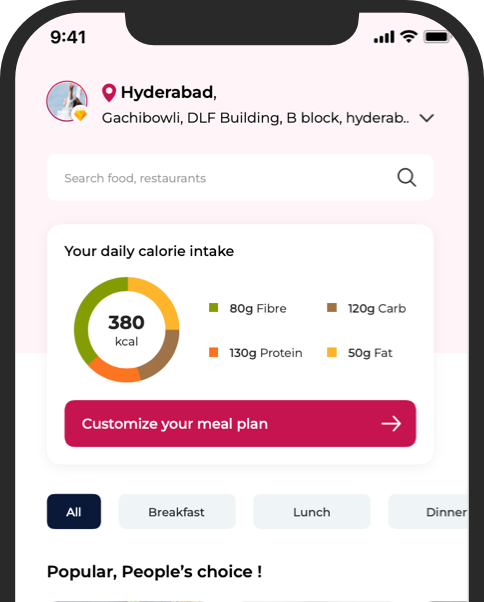 9:41
Hyderabad,
Gachibowli, DLF Building, B block, hyderab..
Search food, restaurants
Your daily calorie intake
380
kcal
80g Fibre
120g Carb
130g Protein
50g Fat
Customize your meal plan
All
Breakfast
Lunch
Dinner
Popular, People's choice !